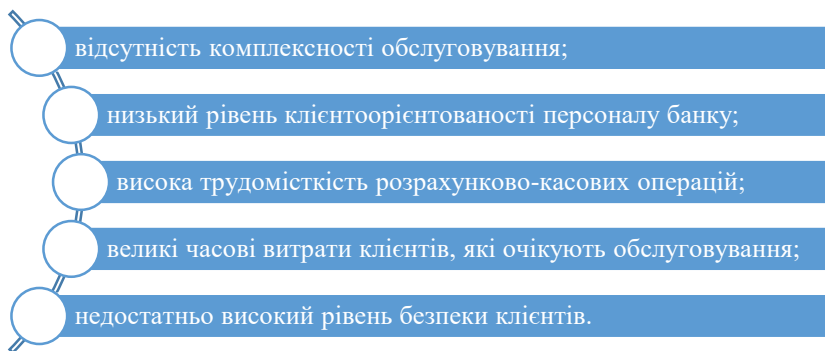 відсутність комплексності обслуговування;
низький рівень клієнтоорієнтованості персоналу банку;
висока трудомісткість розрахунково-касових операцій;
великі часові витрати клієнтів, які очікують обслуговування;
недостатньо високий рівень безпеки клієнтів.